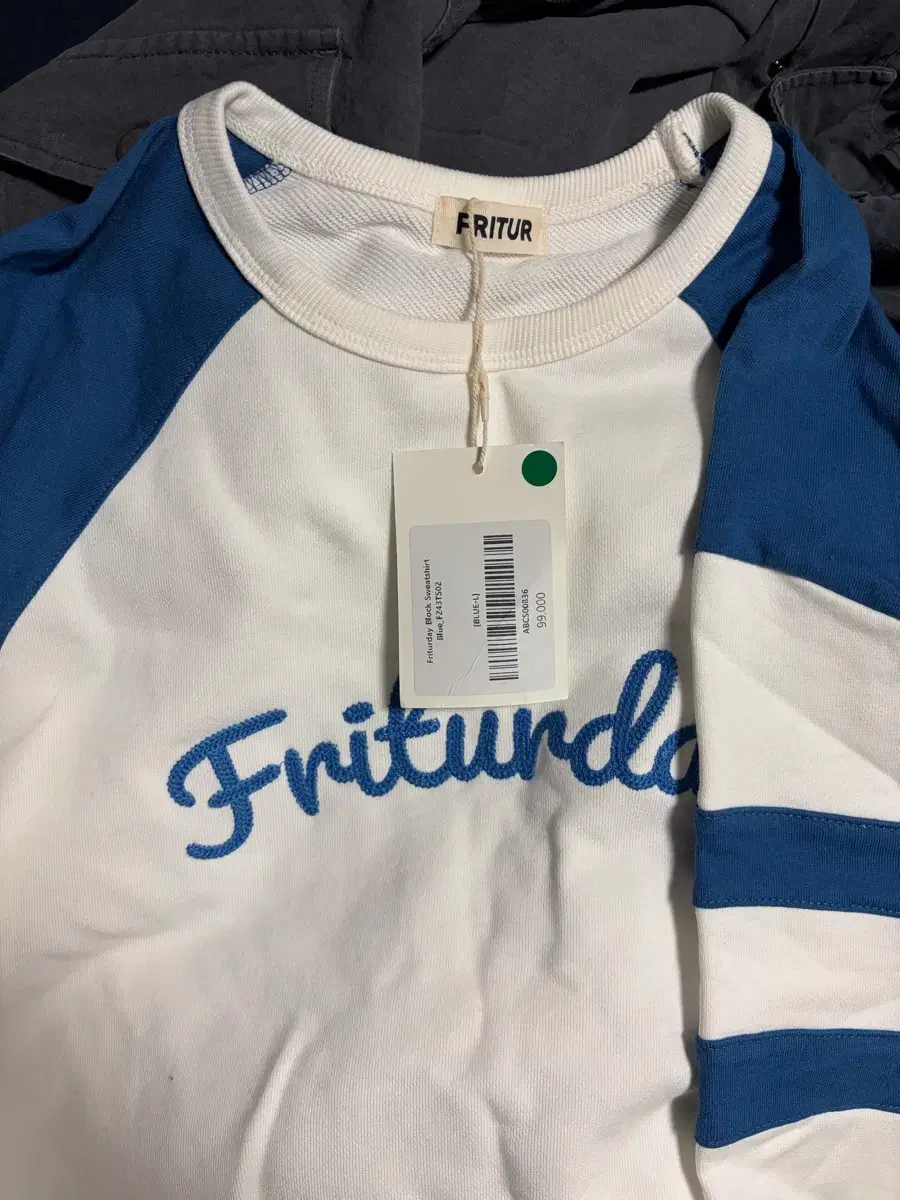 FRITUR
Friturday Block Sweatshirt
Blue_F243TS02
[BLUE-L]
ABCS00836
99,000
Friturda